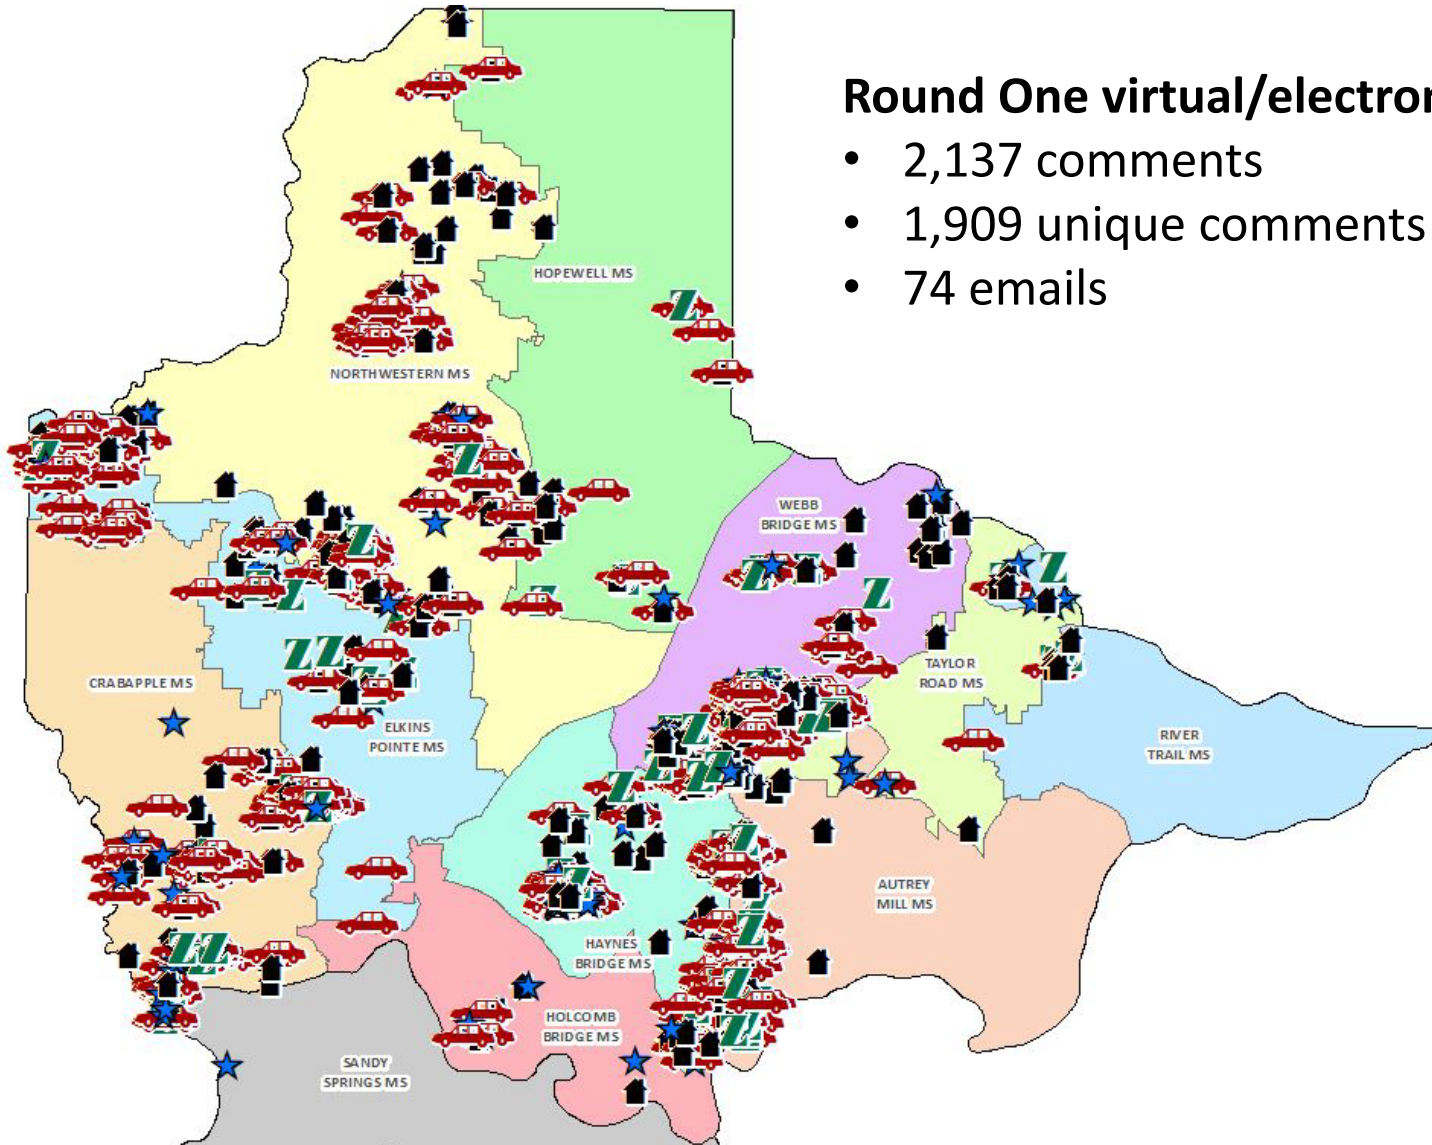 Round One virtual/electron
• 2,137 comments
• 1,909 unique comments
• 74 emails
HOPEWELL MS
NORTHWESTERN MS
WEBB
BRIDGE MS
TAYLOR
ROAD MS
CRABAPPLE MS
ELKINS
POINTE MS
RIVER
TRAIL MS
AUTREY
MILL MS
HAYNES
BRIDGE MS
HOLCOMB
BRIDGE MS
SANDY
SPRINGS MS